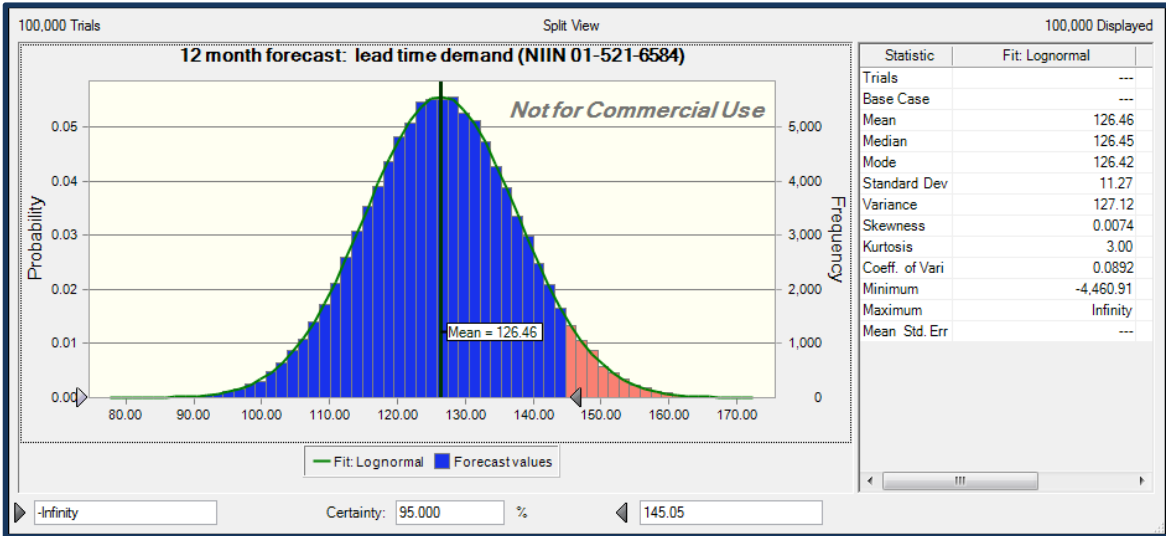 100,000 Trials Split View 100,000 Displayed
12 month forecast: lead time demand (NIIN 01-521-6584)
Not for Commercial Use
Probability
0.05
0.04
0.03
0.02
0.01
0.00
Frequency
5,000
4,000
3,000
2,000
1,000
0
Mean = 126.46
80.00 90.00 100.00 110.00 120.00 130.00 140.00 150.00 160.00 170.00
Fit: Lognormal Forecast values
Statistic Fit: Lognormal
Trials ---
Base Case ---
Mean 126.46
Median 126.45
Mode 126.42
Standard Dev 11.27
Variance 127.12
Skewness 0.0074
Kurtosis 3.00
Coeff. of Vari 0.0892
Minimum -4,460.91
Maximum Infinity
Mean Std. Err ---
-Infinity Certainty: 95.000 % 145.05